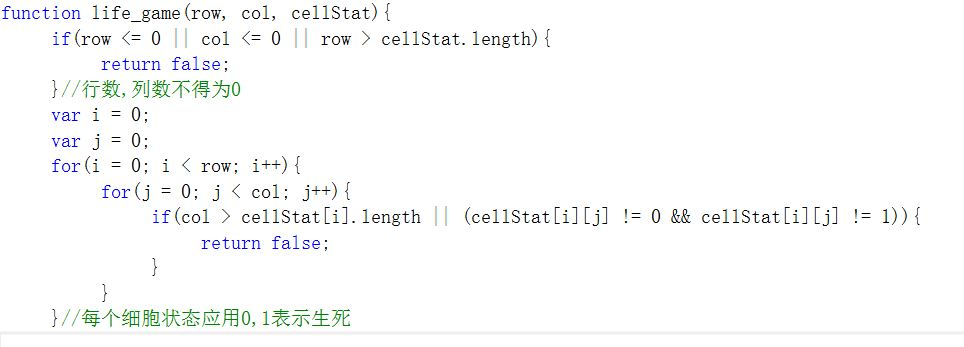 function life_game(row, col, cellStat){
if(row <= 0 || col <= 0 || row > cellStat.length){
return false;
}//行数,列数不得为0
var i = 0;
var j = 0;
for(i = 0; i < row; i++){
for(j = 0; j < col; j++){
if(col > cellStat[i].length || (cellStat[i][j] != 0 && cellStat[i][j] != 1)){
return false;
}
}
}//每个细胞状态应用0,1表示生死